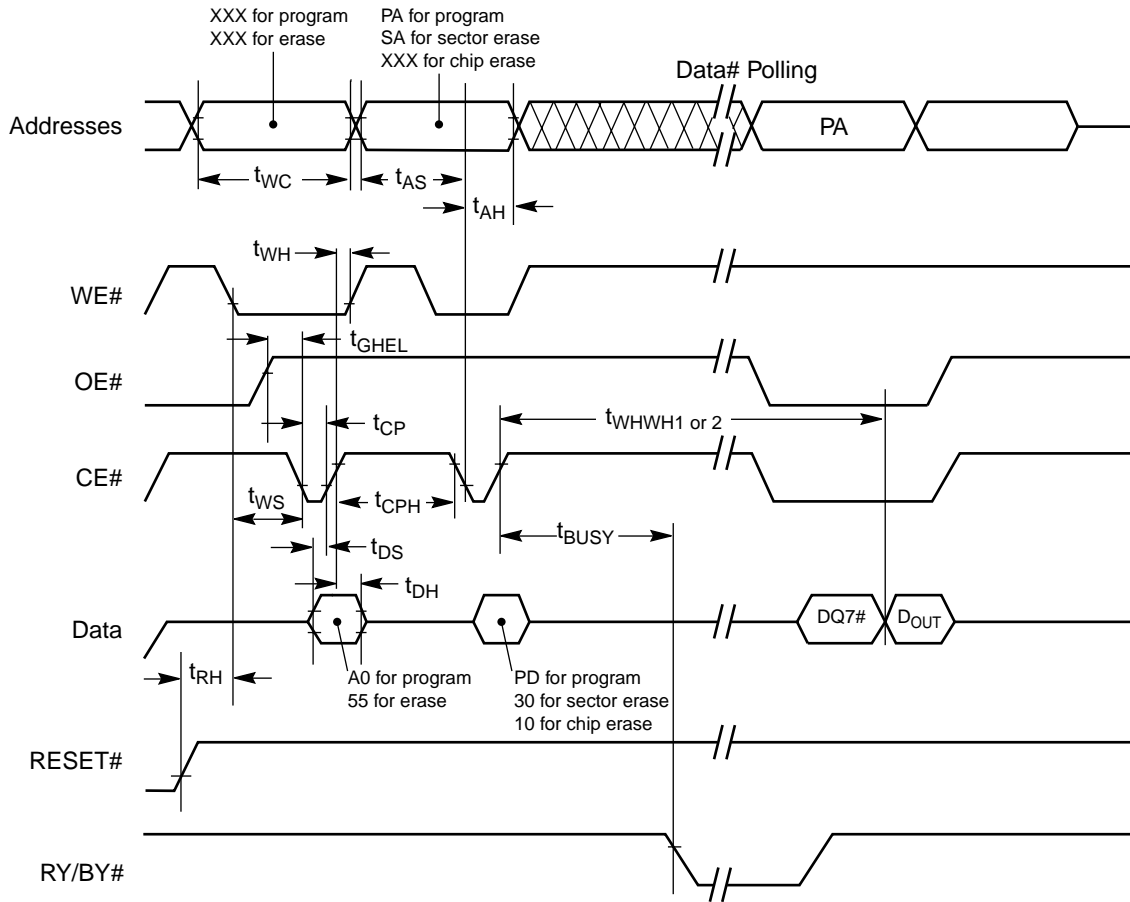 XXX for program
XXX for erase
PA for program
SA for sector erase
XXX for chip erase
Data# Polling
Addresses
PA
tWC
tAS
tAH
tWH
WE#
tGHEL
OE#
tWHWH1 or 2
tCP
CE#
tWS
tCPH
tBUSY
tDS
tDH
Data
DQ7#
DOUT
tRH
A0 for program
55 for erase
PD for program
30 for sector erase
10 for chip erase
RESET#
RY/BY#